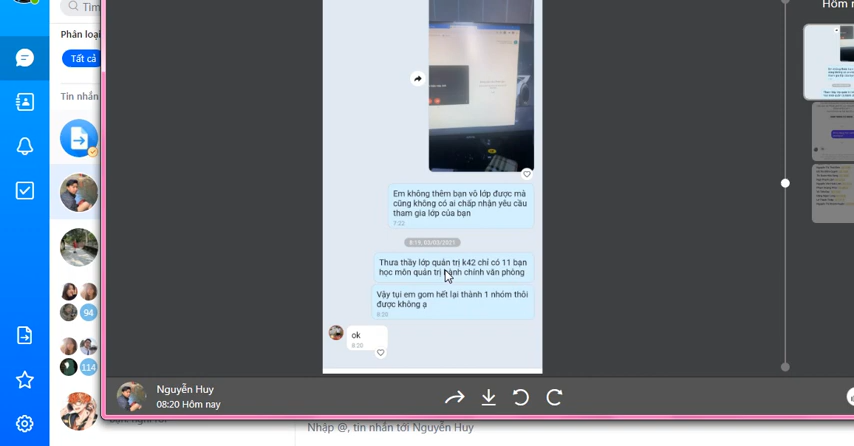 Tìm
Phân loại
Tất cả
Tin nhắn
94
114
Hôm
Em không thêm bạn vô lớp được mà
cũng không có ai chấp nhận yêu cầu
tham gia lớp của bạn
7:22
8:19, 03/03/2021
Thưa thầy lớp quản trị k42 chỉ có 11 bạn
học môn quản trị hành chính văn phòng
Vậy tụi em gom hết lại thành 1 nhóm thôi
được không ạ
8:20
ok
8:20
Nguyễn Huy
08:20 Hôm nay
Nhập @, tin nhắn tới Nguyễn Huy